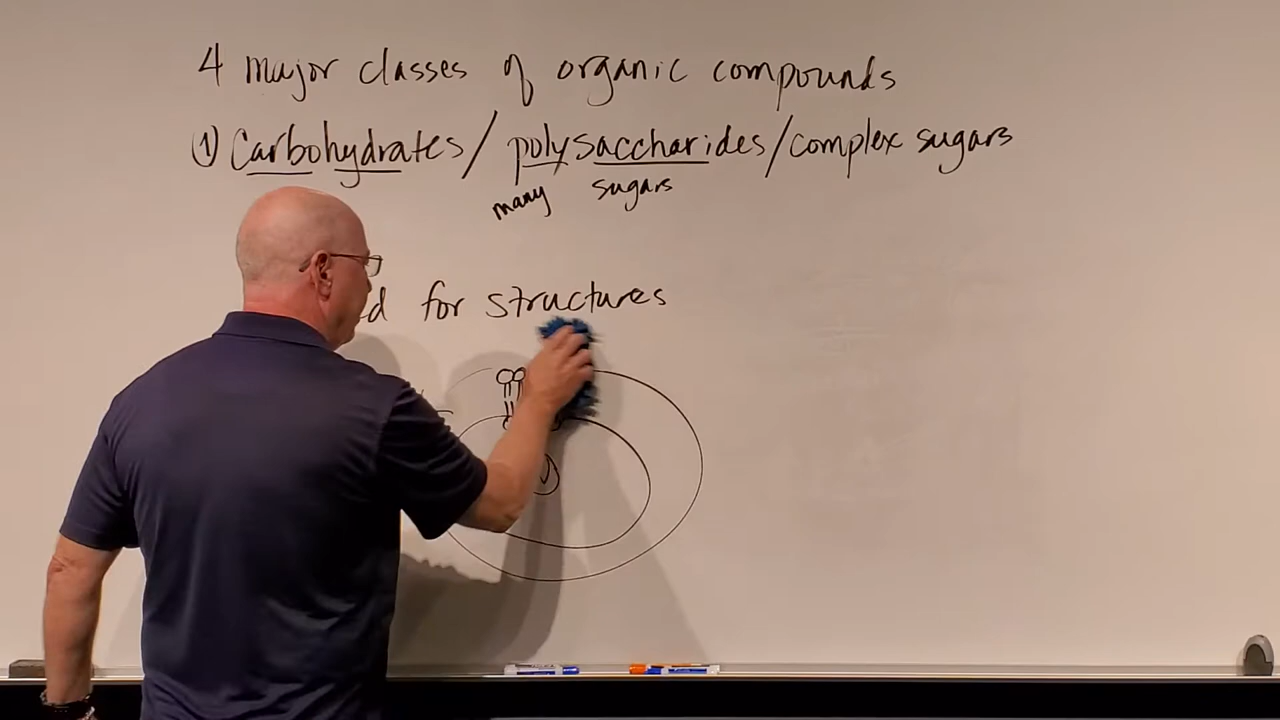 4 major classes of organic compounds
① Carbohydrates/polysaccharides/complex sugars
many sugars
for structures